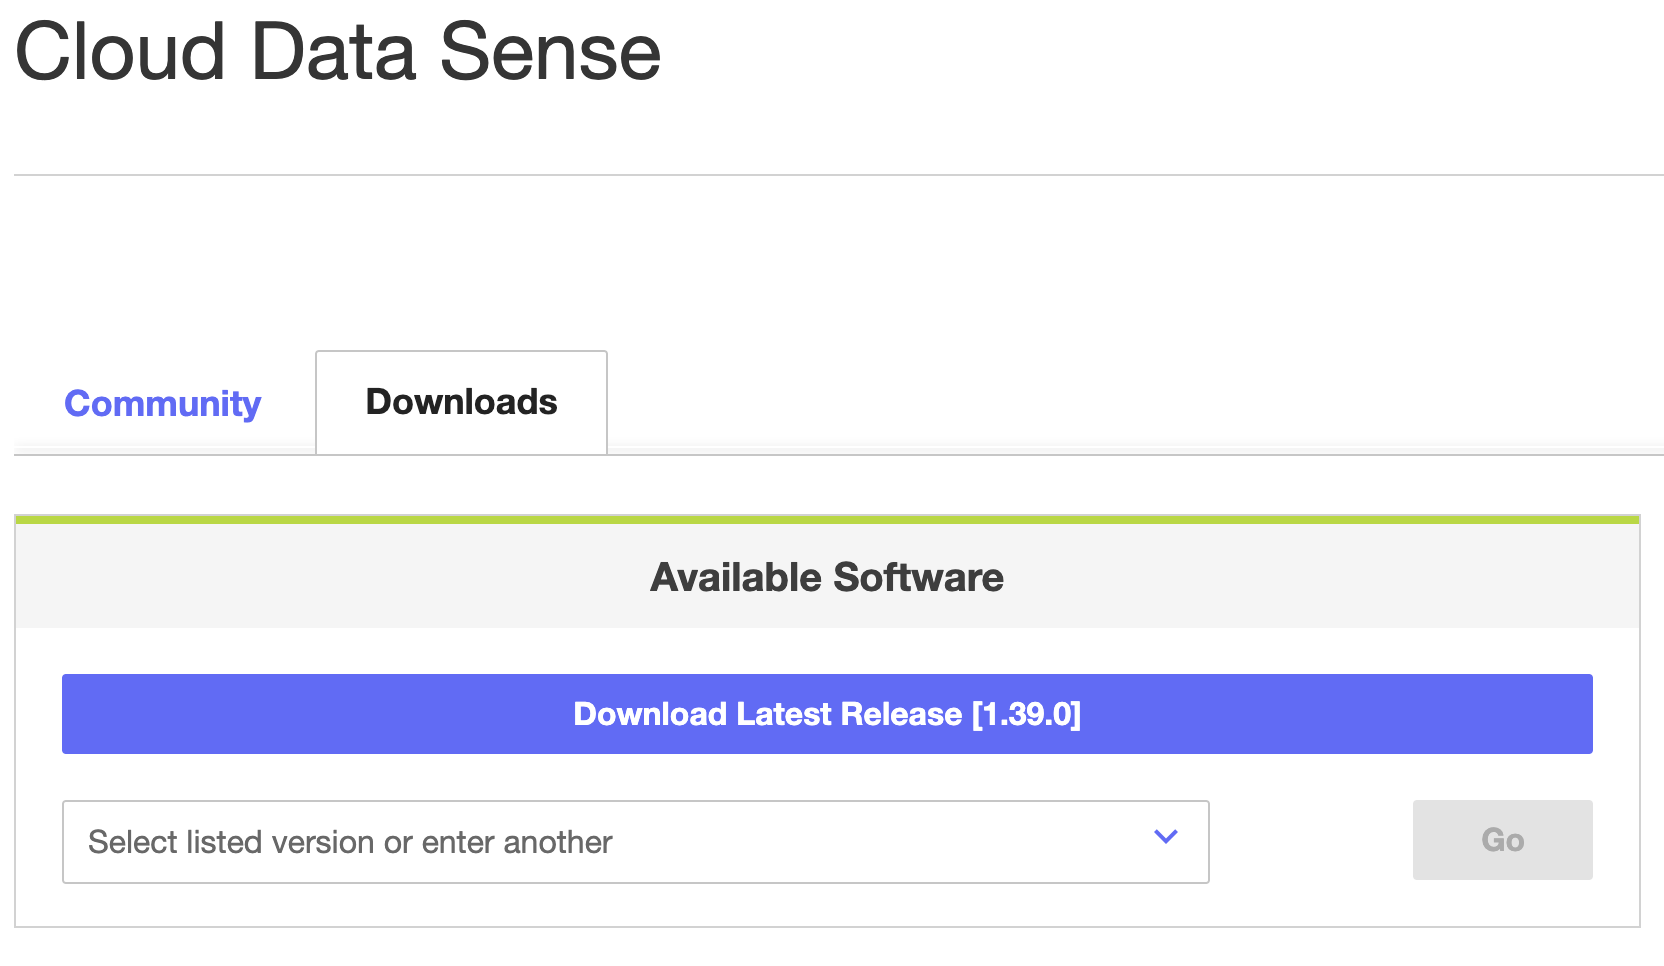 Cloud Data Sense
Community
Downloads
Available Software
Download Latest Release [1.39.0]
Select listed version or enter another
Go